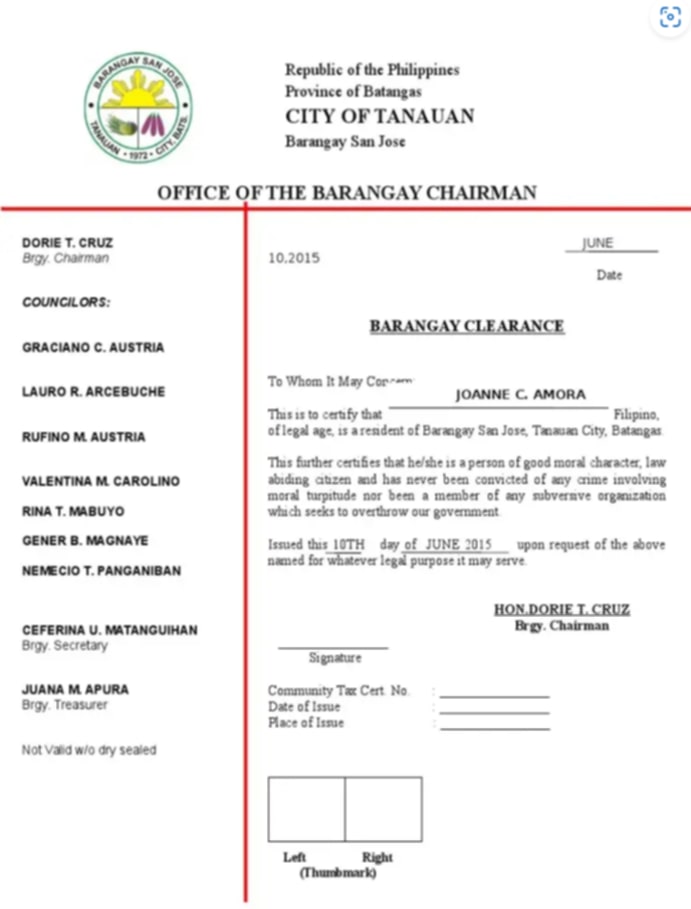 BARANGAY SAN JOSE
TANAUAN CITY, BATS.
1972
Republic of the Philippines
Province of Batangas
CITY OF TANAUAN
Barangay San Jose
OFFICE OF THE BARANGAY CHAIRMAN
DORIE T. CRUZ
Brgy. Chairman
COUNCILORS:
GRACIANO C. AUSTRIA
LAURO R. ARCEBUCHE
RUFINO M. AUSTRIA
VALENTINA M. CAROLINO
RINA T. MABUYO
GENER B. MAGNAYE
NEMECIO T. PANGANIBAN
CEFERINA U. MATANGUIHAN
Brgy. Secretary
JUANA M. APURA
Brgy. Treasurer
Not Valid w/o dry sealed
JUNE
10,2015
Date
BARANGAY CLEARANCE
To Whom It May Concern:
JOANNE C. AMORA
This is to certify that Filipino,
of legal age, is a resident of Barangay San Jose, Tanauan City, Batangas.
This further certifies that he/she is a person of good moral character, law
abiding citizen and has never been convicted of any crime involving
moral turpitude nor been a member of any subversive organization
which seeks to overthrow our government.
Issued this 10TH day of JUNE 2015 upon request of the above
named for whatever legal purpose it may serve.
HON.DORIE T. CRUZ
Brgy. Chairman
Signature
Community Tax Cert. No. :
Date of Issue :
Place of Issue :
Left Right
(Thumbmark)